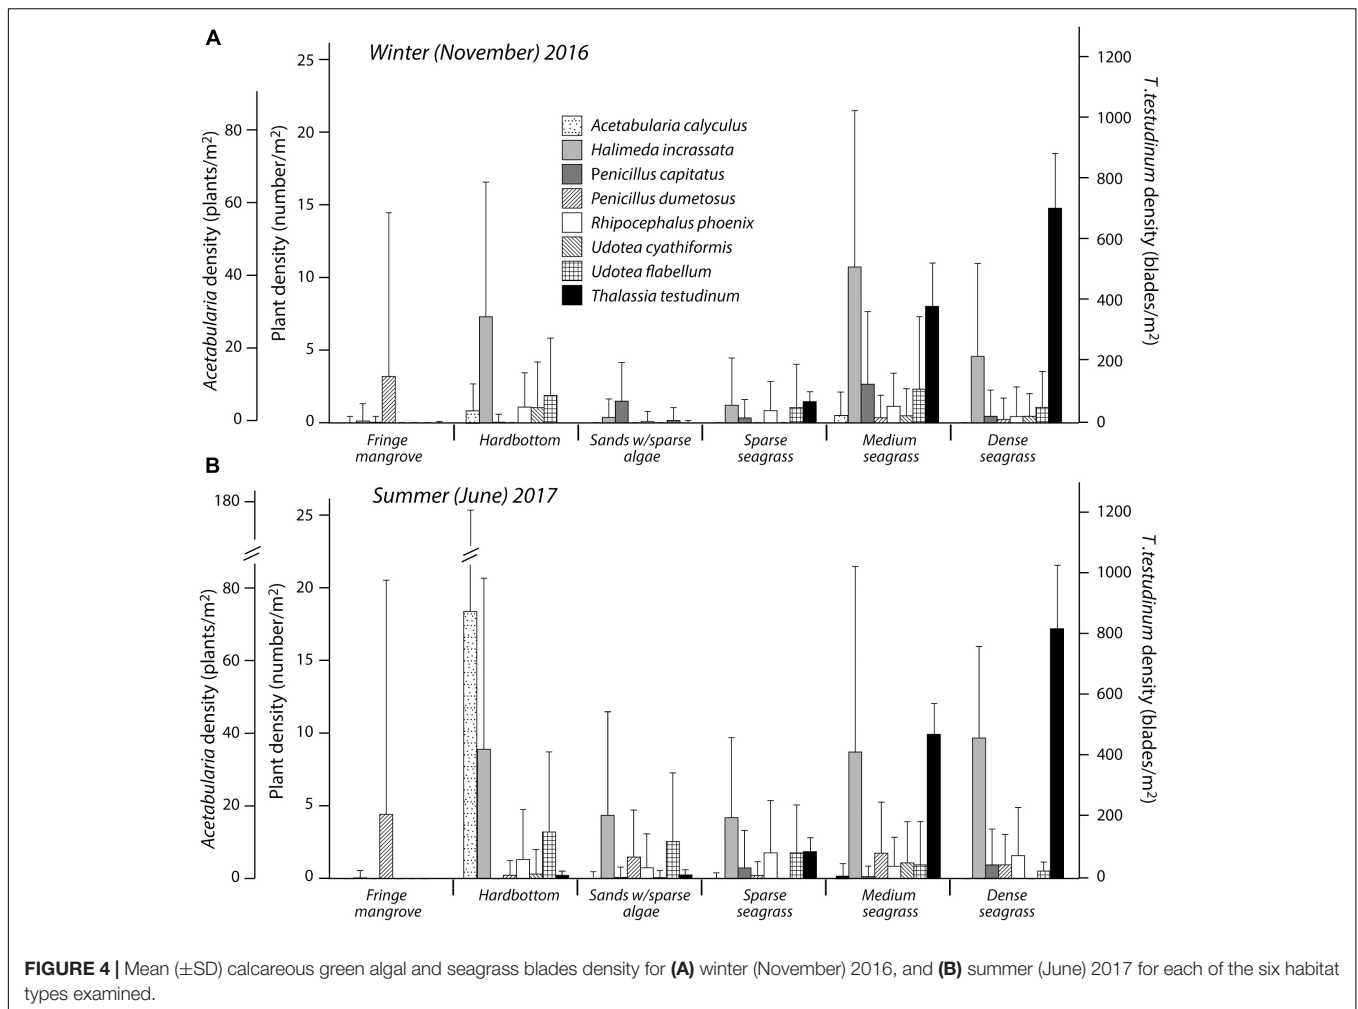 A
Winter (November) 2016
25
20
15
10
5
0
80
60
40
20
0
Acetabularia density (plants/m2)
Plant density (number/m2)
1200
1000
800
600
400
200
0
T.testudinum density (blades/m2)
Acetabularia calyculus
Halimeda incrassata
Penicillus capitatus
Penicillus dumetosus
Rhipocephalus phoenix
Udotea cyathiformis
Udotea flabellum
Thalassia testudinum
Fringe mangrove
Hardbottom
Sands w/sparse algae
Sparse seagrass
Medium seagrass
Dense seagrass
B
Summer (June) 2017
180
80
60
40
20
0
25
20
15
10
5
0
Acetabularia density (plants/m2)
Plant density (number/m2)
1200
1000
800
600
400
200
0
T.testudinum density (blades/m2)
Fringe mangrove
Hardbottom
Sands w/sparse algae
Sparse seagrass
Medium seagrass
Dense seagrass
FIGURE 4 | Mean (±SD) calcareous green algal and seagrass blades density for (A) winter (November) 2016, and (B) summer (June) 2017 for each of the six habitat
types examined.